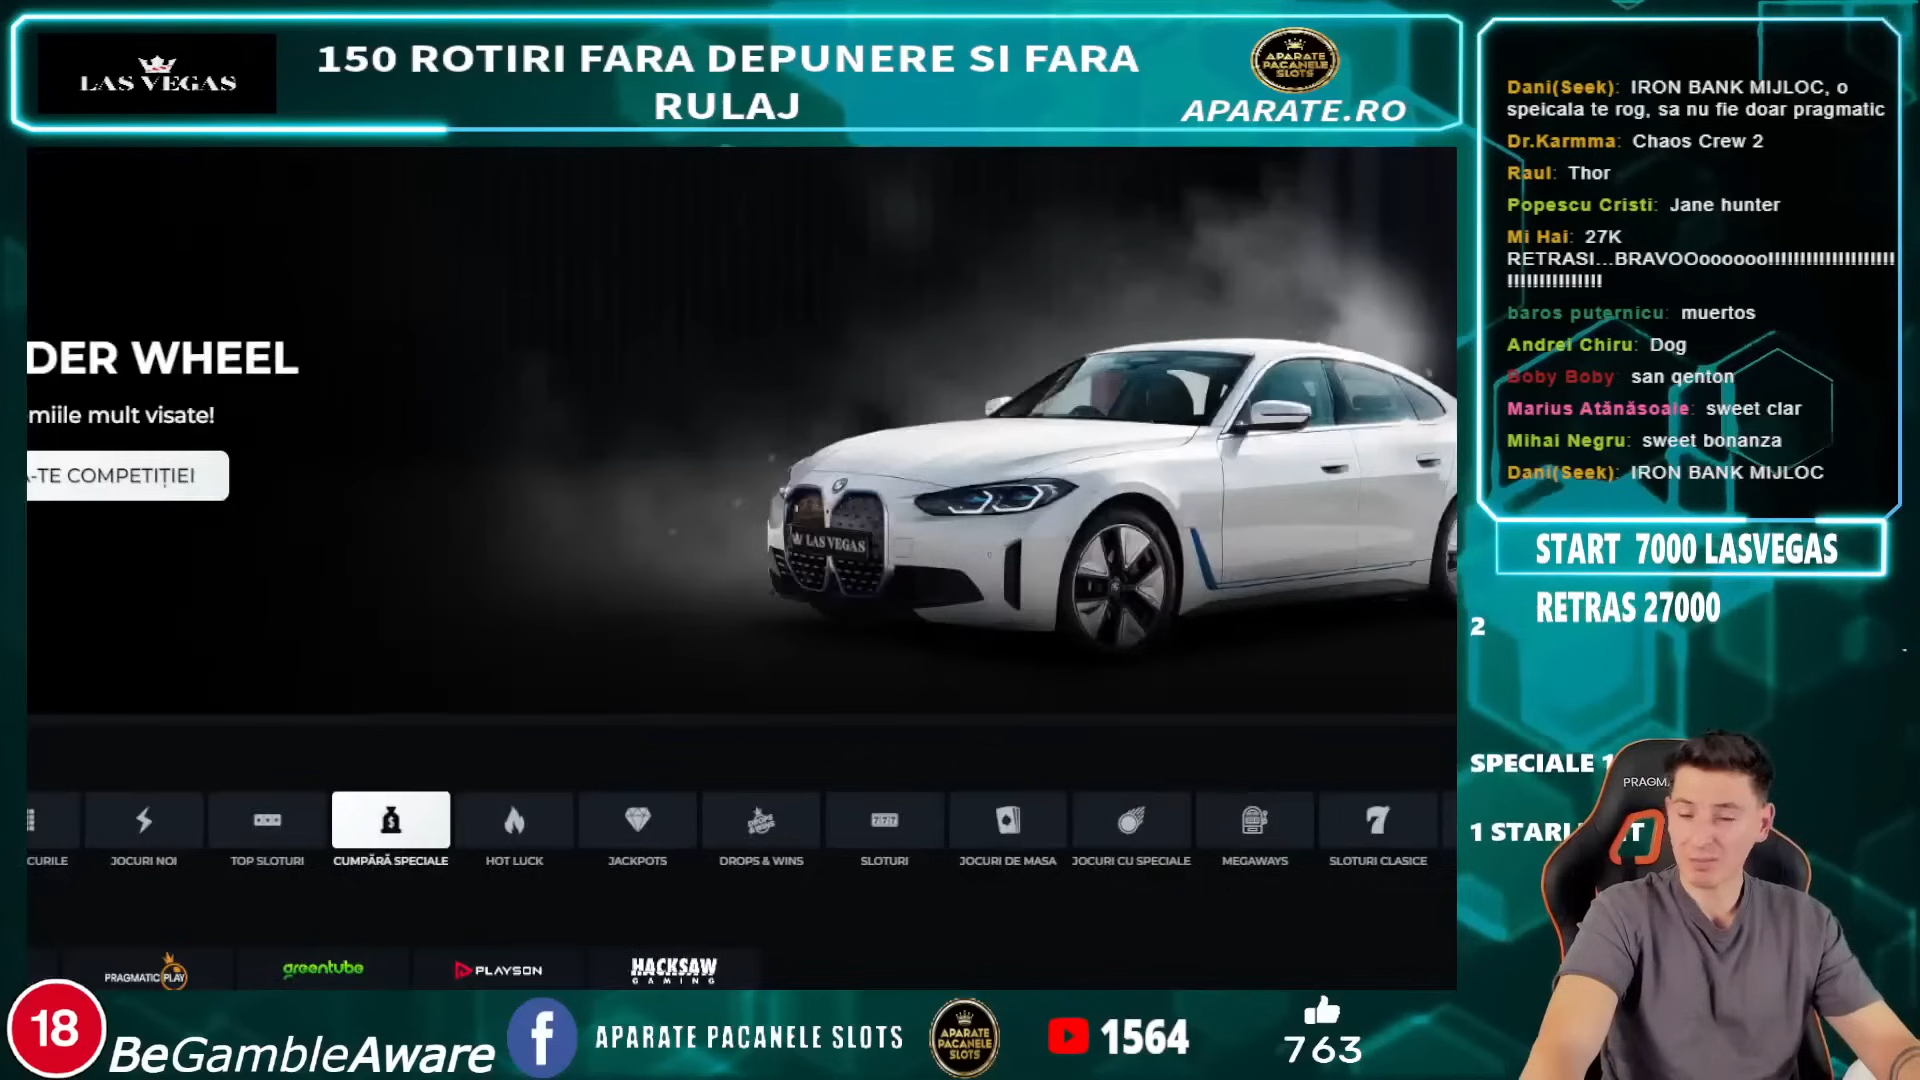 LAS VEGAS
150 ROTIRI FARA DEPUNERE SI FARA
RULAJ
APARATE
PACANELE
SLOTS
APARATE.RO
Dani(Seek): IRON BANK MIJLOC, o
speicala te rog, sa nu fie doar pragmatic
Dr.Karmma: Chaos Crew 2
Raul: Thor
Popescu Cristi: Jane hunter
Mi Hai: 27K
RETRASI...BRAVOOoooooo!!!!!!!!!!!!!!!!!!!!
!!!!!!!!!!!!!!!
baros puternicu: muertos
Andrei Chiru: Dog
Boby Boby: san qenton
Marius Atănăsoaie: sweet clar
Mihai Negru: sweet bonanza
Dani(Seek): IRON BANK MIJLOC
START 7000 LASVEGAS
RETRAS 27000
2
SPECIALE 1
1 STARI
T
PRAGM
DER WHEEL
miile mult visate!
-TE COMPETIȚIEI
LAS VEGAS
CURILE
JOCURI NOI
TOP SLOTURI
CUMPĂRĂ SPECIALE
HOT LUCK
JACKPOTS
DROPS & WINS
SLOTURI
JOCURI DE MASA
JOCURI CU SPECIALE
MEGAWAYS
SLOTURI CLASICE
PRAGMATIC PLAY
greentube
PLAYSON
HACKSAW
GAMING
18
BeGambleAware
APARATE PACANELE SLOTS
APARATE
PACANELE
SLOTS
1564
763